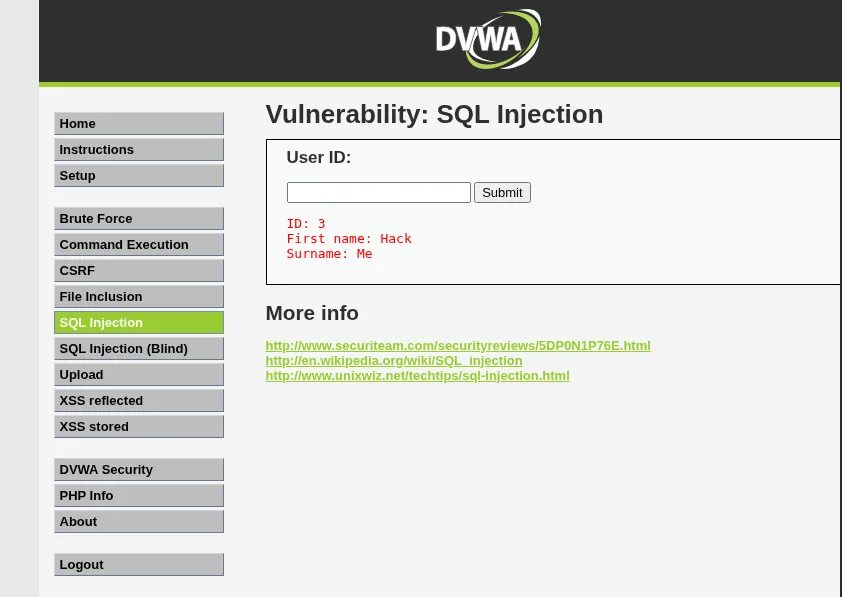 DVWA
Home
Instructions
Setup
Brute Force
Command Execution
CSRF
File Inclusion
SQL Injection
SQL Injection (Blind)
Upload
XSS reflected
XSS stored
DVWA Security
PHP Info
About
Logout
Vulnerability: SQL Injection
User ID:
Submit
ID: 3
First name: Hack
Surname: Me
More info
http://www.securiteam.com/securityreviews/5DP0N1P76E.html
http://en.wikipedia.org/wiki/SQL_injection
http://www.unixwiz.net/techtips/sql-injection.html